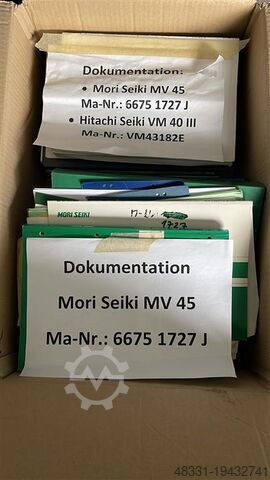 Dokumentation:
• Mori Seiki MV 45
Ma-Nr.: 6675 1727 J
• Hitachi Seiki VM 40 III
Ma-Nr.: VM43182E
MORI SEIKI
1727
Dokumentation
Mori Seiki MV 45
Ma-Nr.: 6675 1727 J
48331-19432741